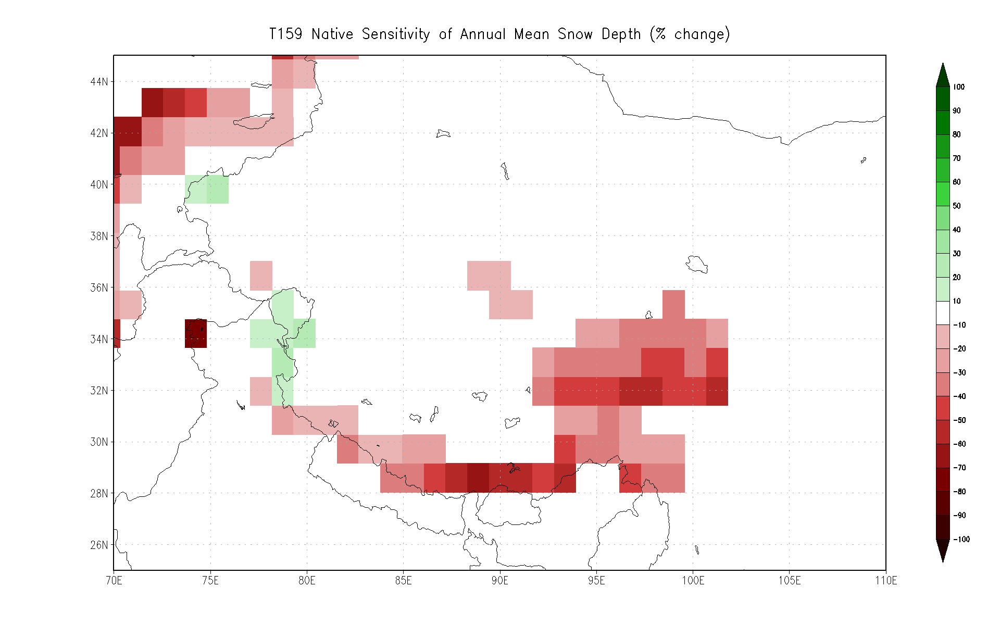 T159 Native Sensitivity of Annual Mean Snow Depth (% change)
44N
42N
40N
38N
36N
34N
32N
30N
28N
26N
70E 75E 80E 85E 90E 95E 100E 105E 110E
100
90
80
70
60
50
40
30
20
10
-10
-20
-30
-40
-50
-60
-70
-80
-90
-100